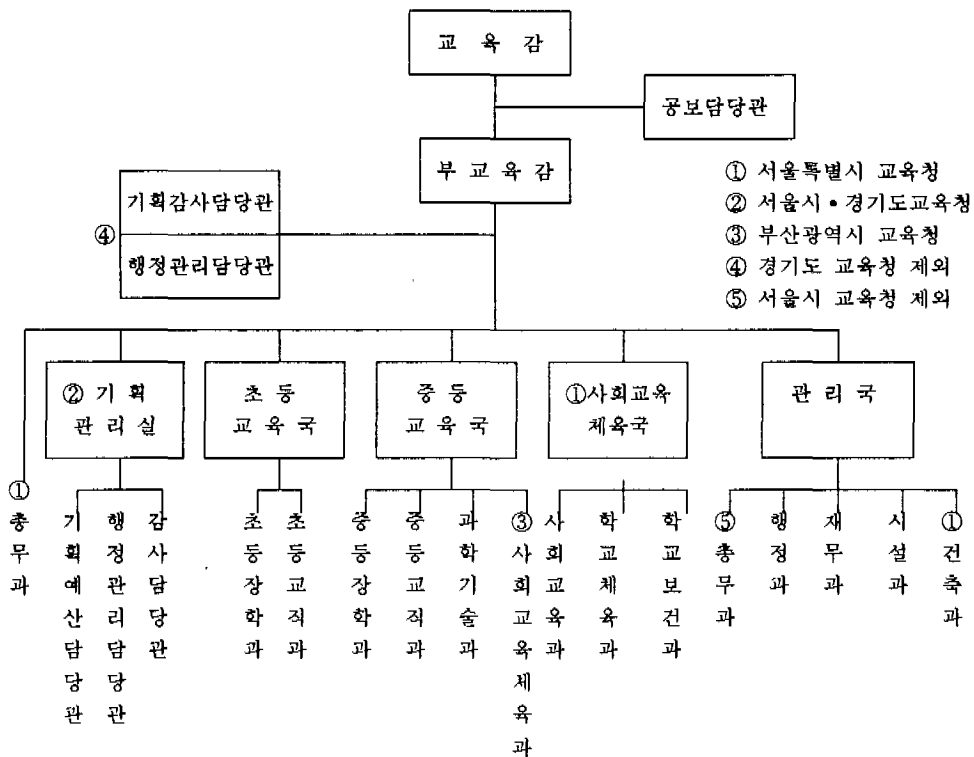 교 육 감
공보담당관
부 교 육 감
기획감사담당관
④
행정관리담당관
① 서울특별시 교육청
② 서울시·경기도교육청
③ 부산광역시 교육청
④ 경기도 교육청 제외
⑤ 서울시 교육청 제외
② 기 획
관 리 실
초 등
교 육 국
중 등
교 육 국
①사회교육
체육국
관 리 국
①총무과
기획예산담당관
행정관리담당관
감사담당관
초등장학과
초등교직과
중등장학과
중등교직과
과학기술과
③사회교육체육과
사회교육과
학교체육과
학교보건과
⑤총무과
행정과
재무과
시설과
①건축과